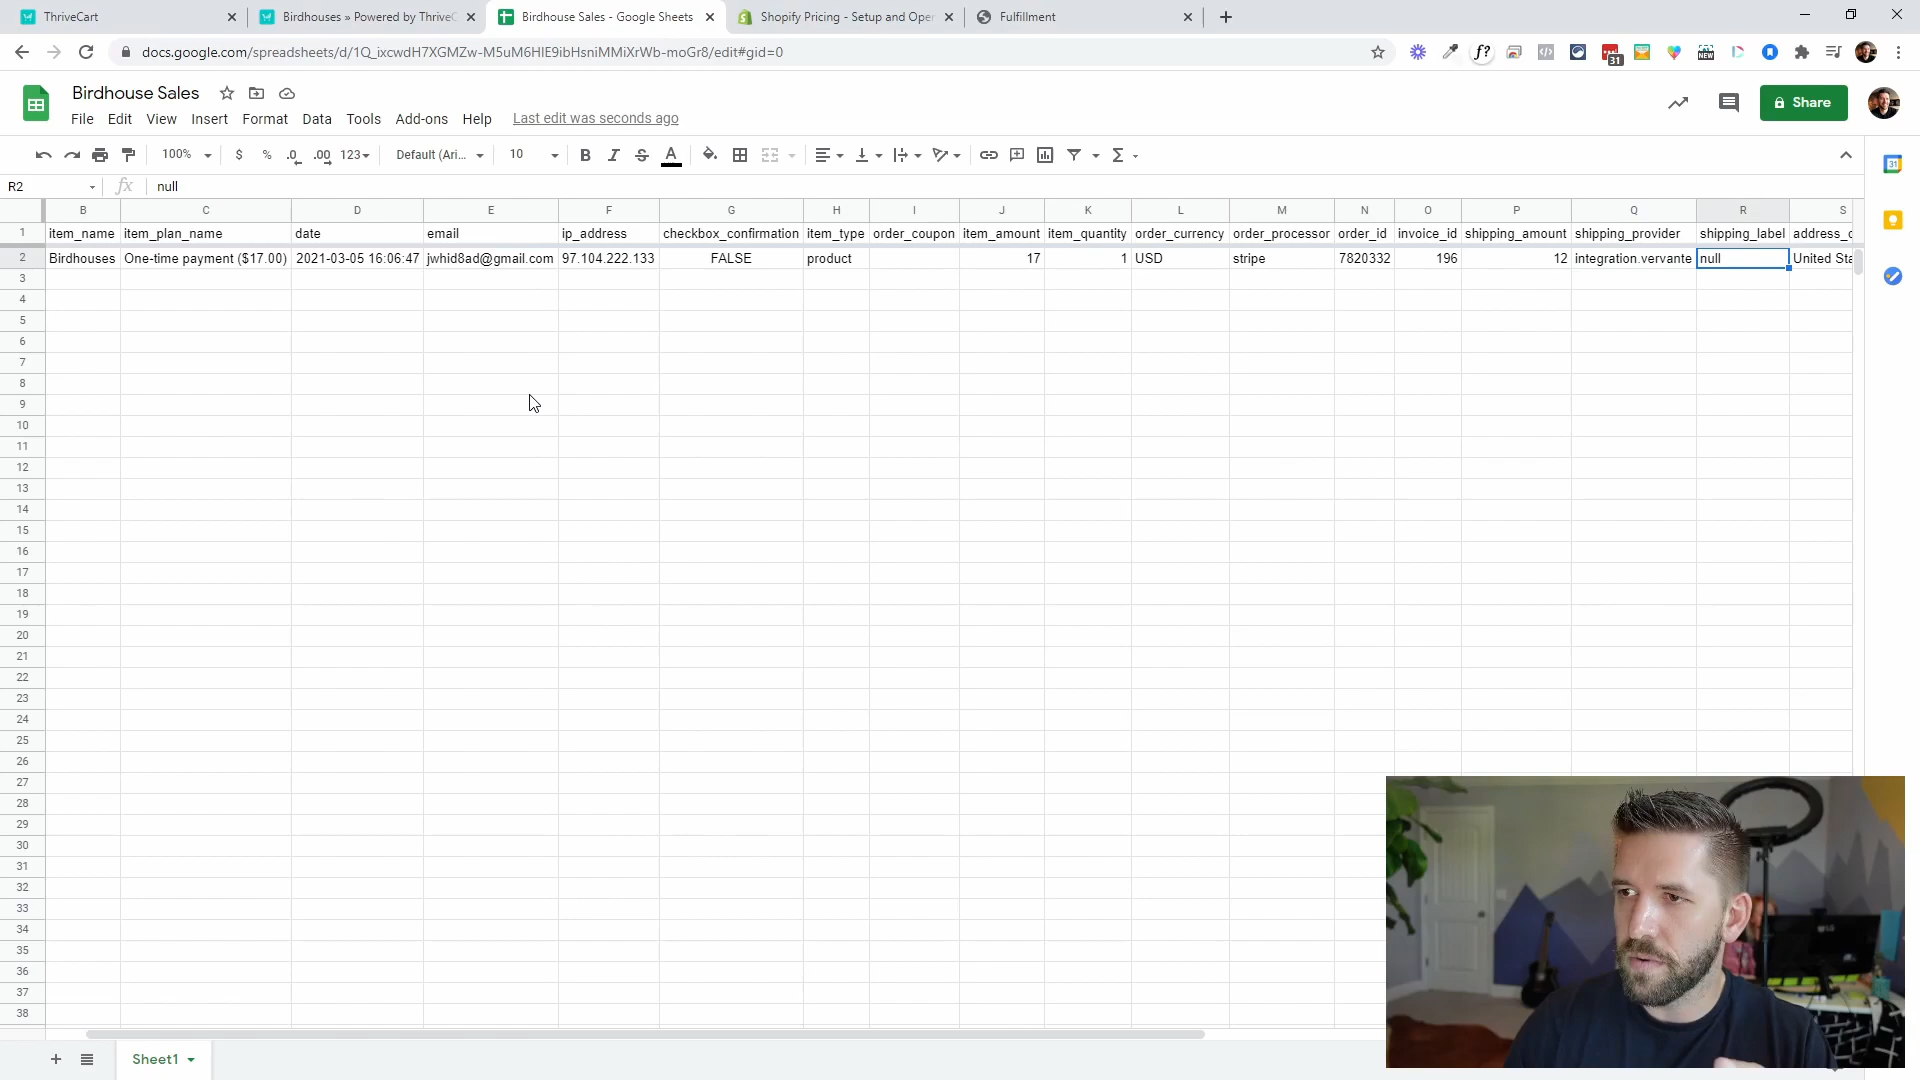 ThriveCart
Birdhouses » Powered by ThriveC
Birdhouse Sales - Google Sheets
Shopify Pricing - Setup and Oper
Fulfillment
docs.google.com/spreadsheets/d/1Q_ixcwdH7XGMZw-M5uM6HlE9ibHsniMMiXrWb-moGr8/edit#gid=0
f?
31
NEW
Birdhouse Sales
Share
File Edit View Insert Format Data Tools Add-ons Help Last edit was seconds ago
100% $ % .0 .00 123 Default (Ari... 10 B I S A Σ
31
R2 fx null
B C D E F G H I J K L M N O P Q R S
1 item_name item_plan_name date email ip_address checkbox_confirmation item_type order_coupon item_amount item_quantity order_currency order_processor order_id invoice_id shipping_amount shipping_provider shipping_label address_c
2 Birdhouses One-time payment ($17.00) 2021-03-05 16:06:47 jwhid8ad@gmail.com 97.104.222.133 FALSE product 17 1 USD stripe 7820332 196 12 integration.vervante null United Sta
3
4
5
6
7
8
9
10
11
12
13
14
15
16
17
18
19
20
21
22
23
24
25
26
27
28
29
30
31
32
33
34
35
36
37
38
Sheet1